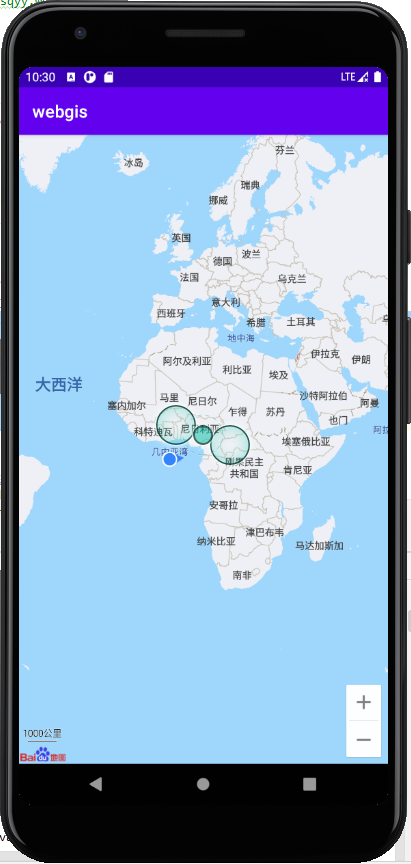 10:30
LTE
webgis
芬兰
冰岛
瑞典
挪威
英国
波兰
德国
法国
乌克兰
意大利
西班牙
希腊
土耳其
地中海
伊拉克
伊朗
阿尔及利亚
利比亚
埃及
大西洋
沙特阿拉伯
马里
尼日尔
阿曼
塞内加尔
乍得
苏丹
也门
科特迪瓦
尼日利亚
阿拉
埃塞俄比亚
几内亚湾
刚果民主
共和国
肯尼亚
安哥拉
津巴布韦
纳米比亚
马达加斯加
南非
+
−
1000公里
Bai du 地图